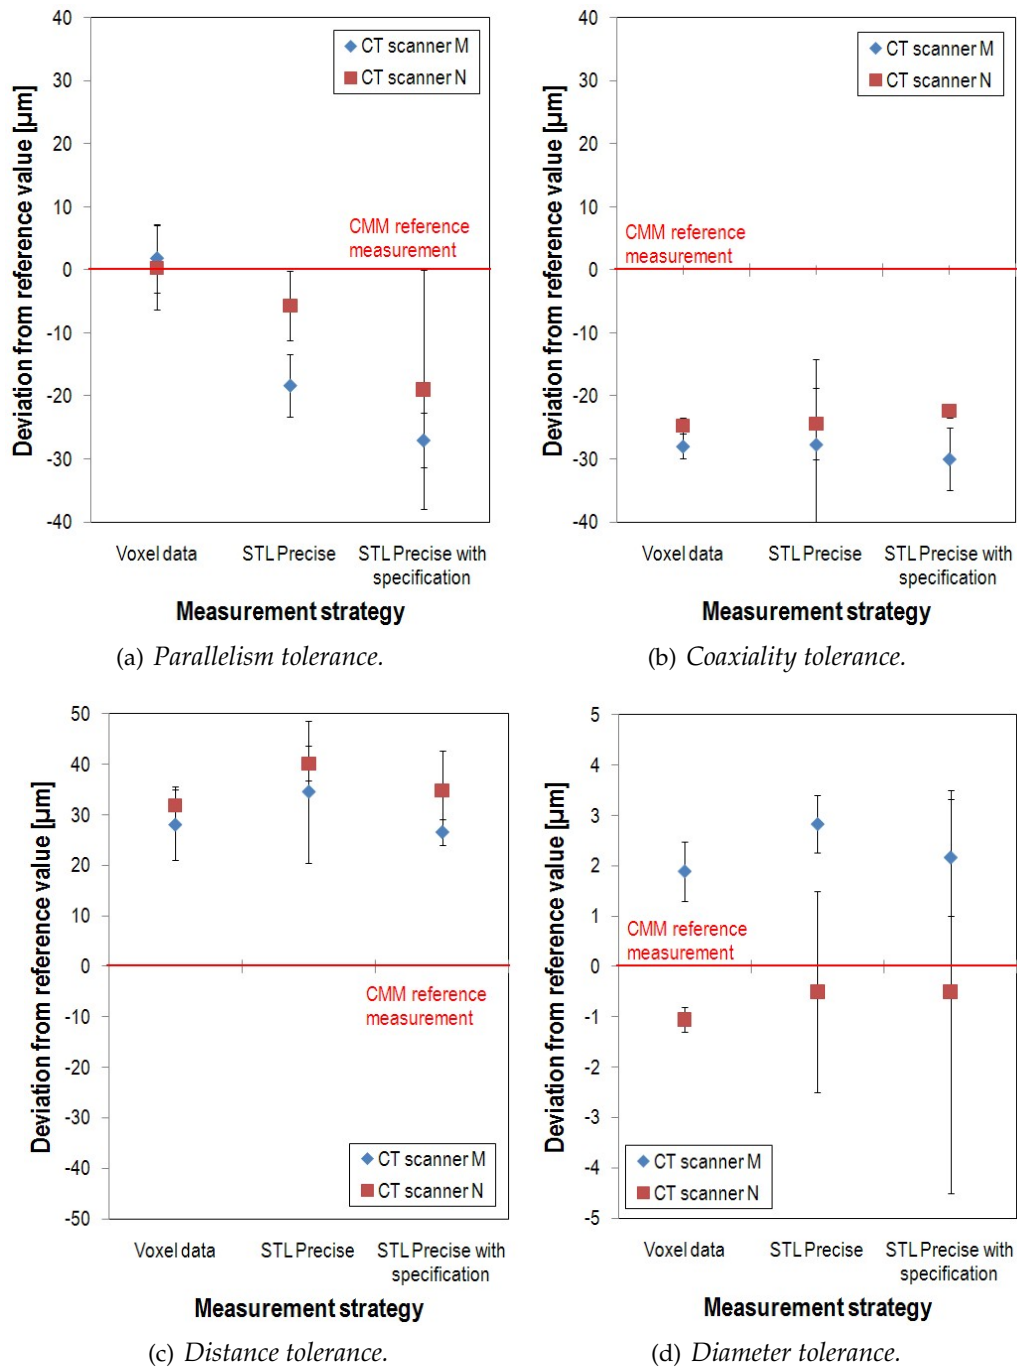 40
30
20
10
0
-10
-20
-30
-40
Deviation from reference value [µm]
CT scanner M
CT scanner N
CMM reference
measurement
Voxel data
STL Precise
STL Precise with
specification
Measurement strategy
(a) Parallelism tolerance.
40
30
20
10
0
-10
-20
-30
-40
Deviation from reference value [µm]
CT scanner M
CT scanner N
CMM reference
measurement
Voxel data
STL Precise
STL Precise with
specification
Measurement strategy
(b) Coaxiality tolerance.
50
40
30
20
10
0
-10
-20
-30
-40
-50
Deviation from reference value [µm]
CMM reference
measurement
CT scanner M
CT scanner N
Voxel data
STL Precise
STL Precise with
specification
Measurement strategy
(c) Distance tolerance.
5
4
3
2
1
0
-1
-2
-3
-4
-5
Deviation from reference value [µm]
CMM reference
measurement
CT scanner M
CT scanner N
Voxel data
STL Precise
STL Precise with
specification
Measurement strategy
(d) Diameter tolerance.